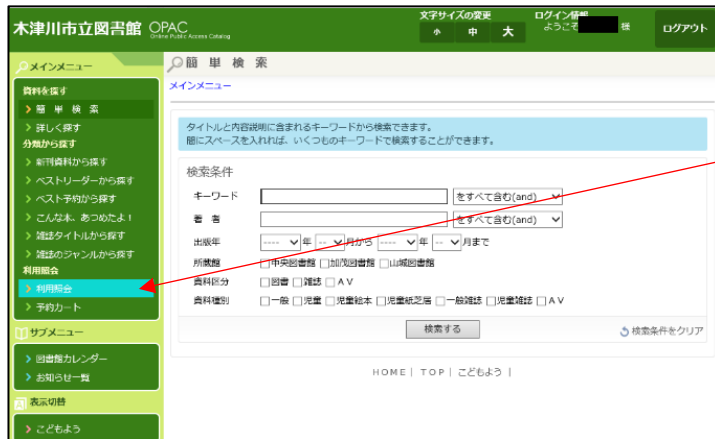 木津川市立図書館 OPAC
Online Public Access Catalog
文字サイズの変更
小 中 大
ログイン情報
ようこそ 様
ログアウト
メインメニュー
資料を探す
> 簡 単 検 索
> 詳しく探す
分類から探す
> 新刊資料から探す
> ベストリーダーから探す
> ベスト予約から探す
> こんな本、あつめたよ!
> 雑誌タイトルから探す
> 雑誌のジャンルから探す
利用照会
> 利用照会
> 予約カート
サブメニュー
> 図書館カレンダー
> お知らせ一覧
表示切替
> こどもよう
簡 単 検 索
メインメニュー
タイトルと内容説明に含まれるキーワードから検索できます。
間にスペースを入れれば、いくつものキーワードで検索することができます。
検索条件
キーワード をすべて含む(and)
著 者 をすべて含む(and)
出版年 ---- 年 -- 月から ---- 年 -- 月まで
所蔵館 中央図書館 加茂図書館 山城図書館
資料区分 図書 雑誌 AV
資料種別 一般 児童 児童絵本 児童紙芝居 一般雑誌 児童雑誌 AV
検索する
検索条件をクリア
HOME| TOP| こどもよう |